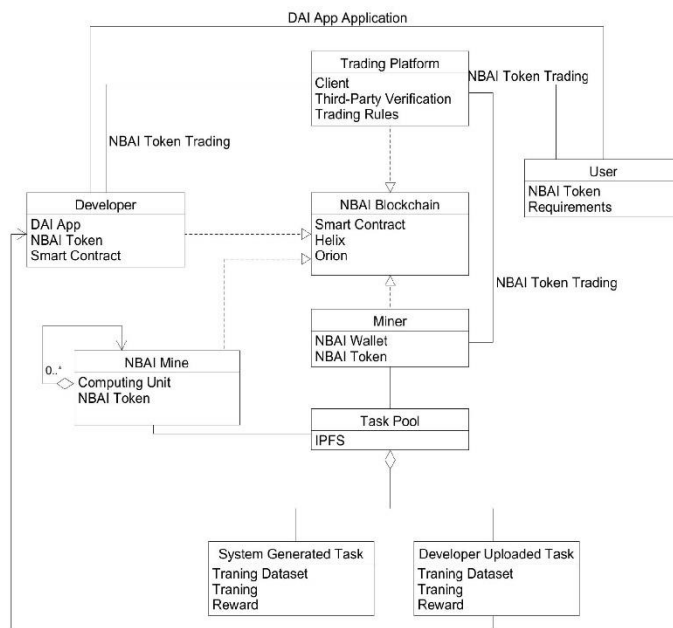 DAI App Application
Trading Platform
Client
Third-Party Verification
Trading Rules
NBAI Token Trading
NBAI Token Trading
User
NBAI Token
Requirements
Developer
DAI App
NBAI Token
Smart Contract
NBAI Blockchain
Smart Contract
Helix
Orion
NBAI Token Trading
Miner
NBAI Wallet
NBAI Token
NBAI Mine
0..*
Computing Unit
NBAI Token
Task Pool
IPFS
System Generated Task
Traning Dataset
Traning
Reward
Developer Uploaded Task
Traning Dataset
Traning
Reward